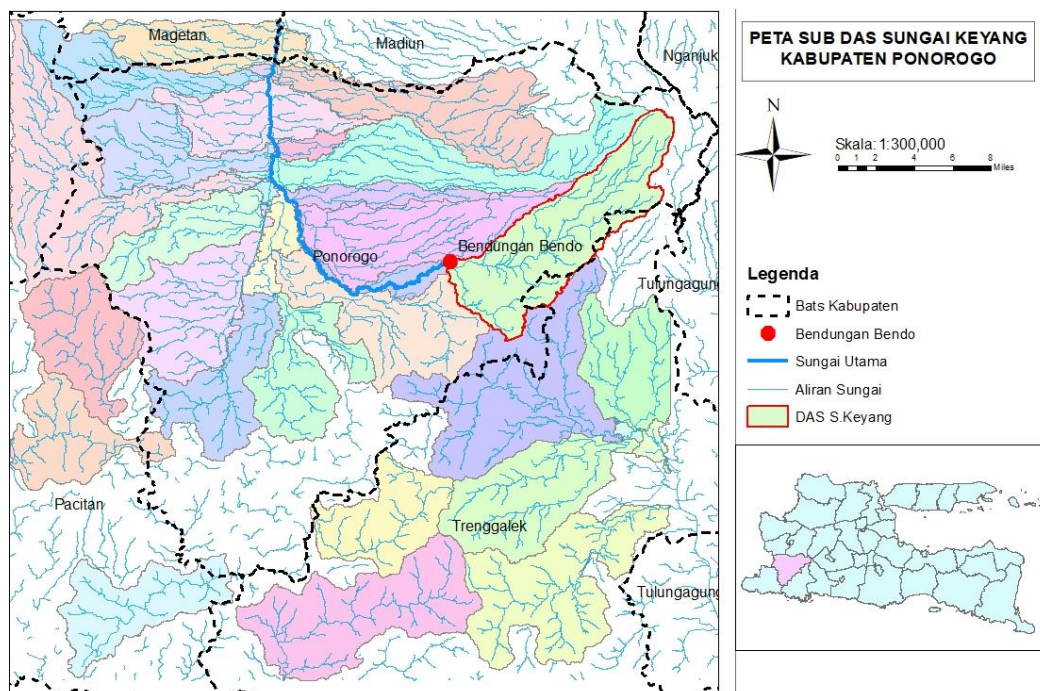 PETA SUB DAS SUNGAI KEYANG
KABUPATEN PONOROGO
N
Skala: 1:300,000
0 1 2 4 6 8
Miles
Legenda
Bats Kabupaten
Bendungan Bendo
Sungai Utama
Aliran Sungai
DAS S.Keyang
Magetan
Madiun
Nganjuk
Bendungan Bendo
Ponorogo
Tulungagung
Pacitan
Trenggalek
Tulungagung